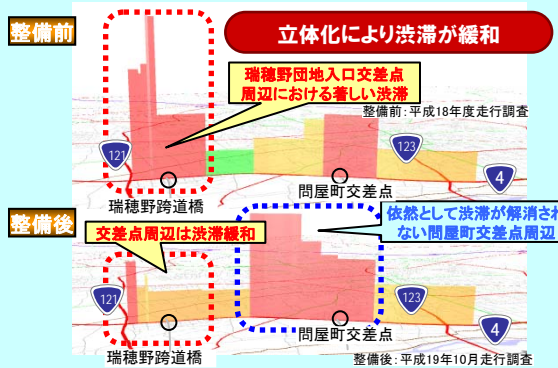 整備前
立体化により渋滞が緩和
瑞穂野団地入口交差点
周辺における著しい渋滞
整備前：平成18年度走行調査
121
123
4
瑞穂野跨道橋
問屋町交差点
整備後
交差点周辺は渋滞緩和
依然として渋滞が解消され
ない問屋町交差点周辺
121
123
4
問屋町交差点
瑞穂野跨道橋
整備後：平成19年10月走行調査